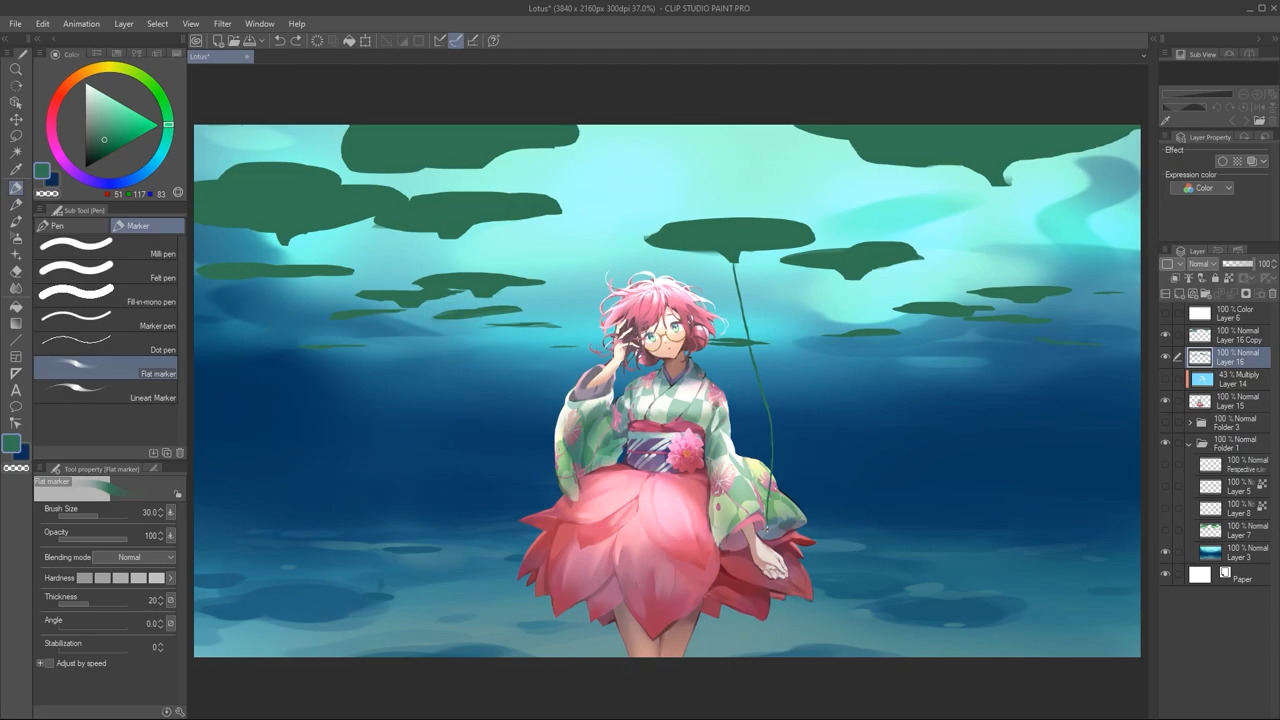 Lotus* (3840 x 2160px 300dpi 37.0%) - CLIP STUDIO PAINT PRO
File Edit Animation Layer Select View Filter Window Help
Color
Lotus*
Sub View
51 117 83
Sub Tool [Pen]
Pen Marker
Milli pen
Felt pen
Fill-in-mono pen
Marker pen
Dot pen
Flat marker
Lineart Marker
Tool property [Flat marker]
Flat marker
Brush Size 30.0
Opacity 100
Blending mode Normal
Hardness
Thickness 20
Angle 0.0
Stabilization 0
Adjust by speed
Layer Property
Effect
Expression color
Color
Layer
Normal 100
100 % Color
Layer 6
100 % Normal
Layer 16 Copy
100 % Normal
Layer 16
43 % Multiply
Layer 14
100 % Normal
Layer 15
100 % Normal
Folder 3
100 % Normal
Folder 1
100 % Normal
100 % Normal
Layer 5
100 % Normal
Layer 8
100 % Normal
Layer 7
100 % Normal
Layer 3
Paper